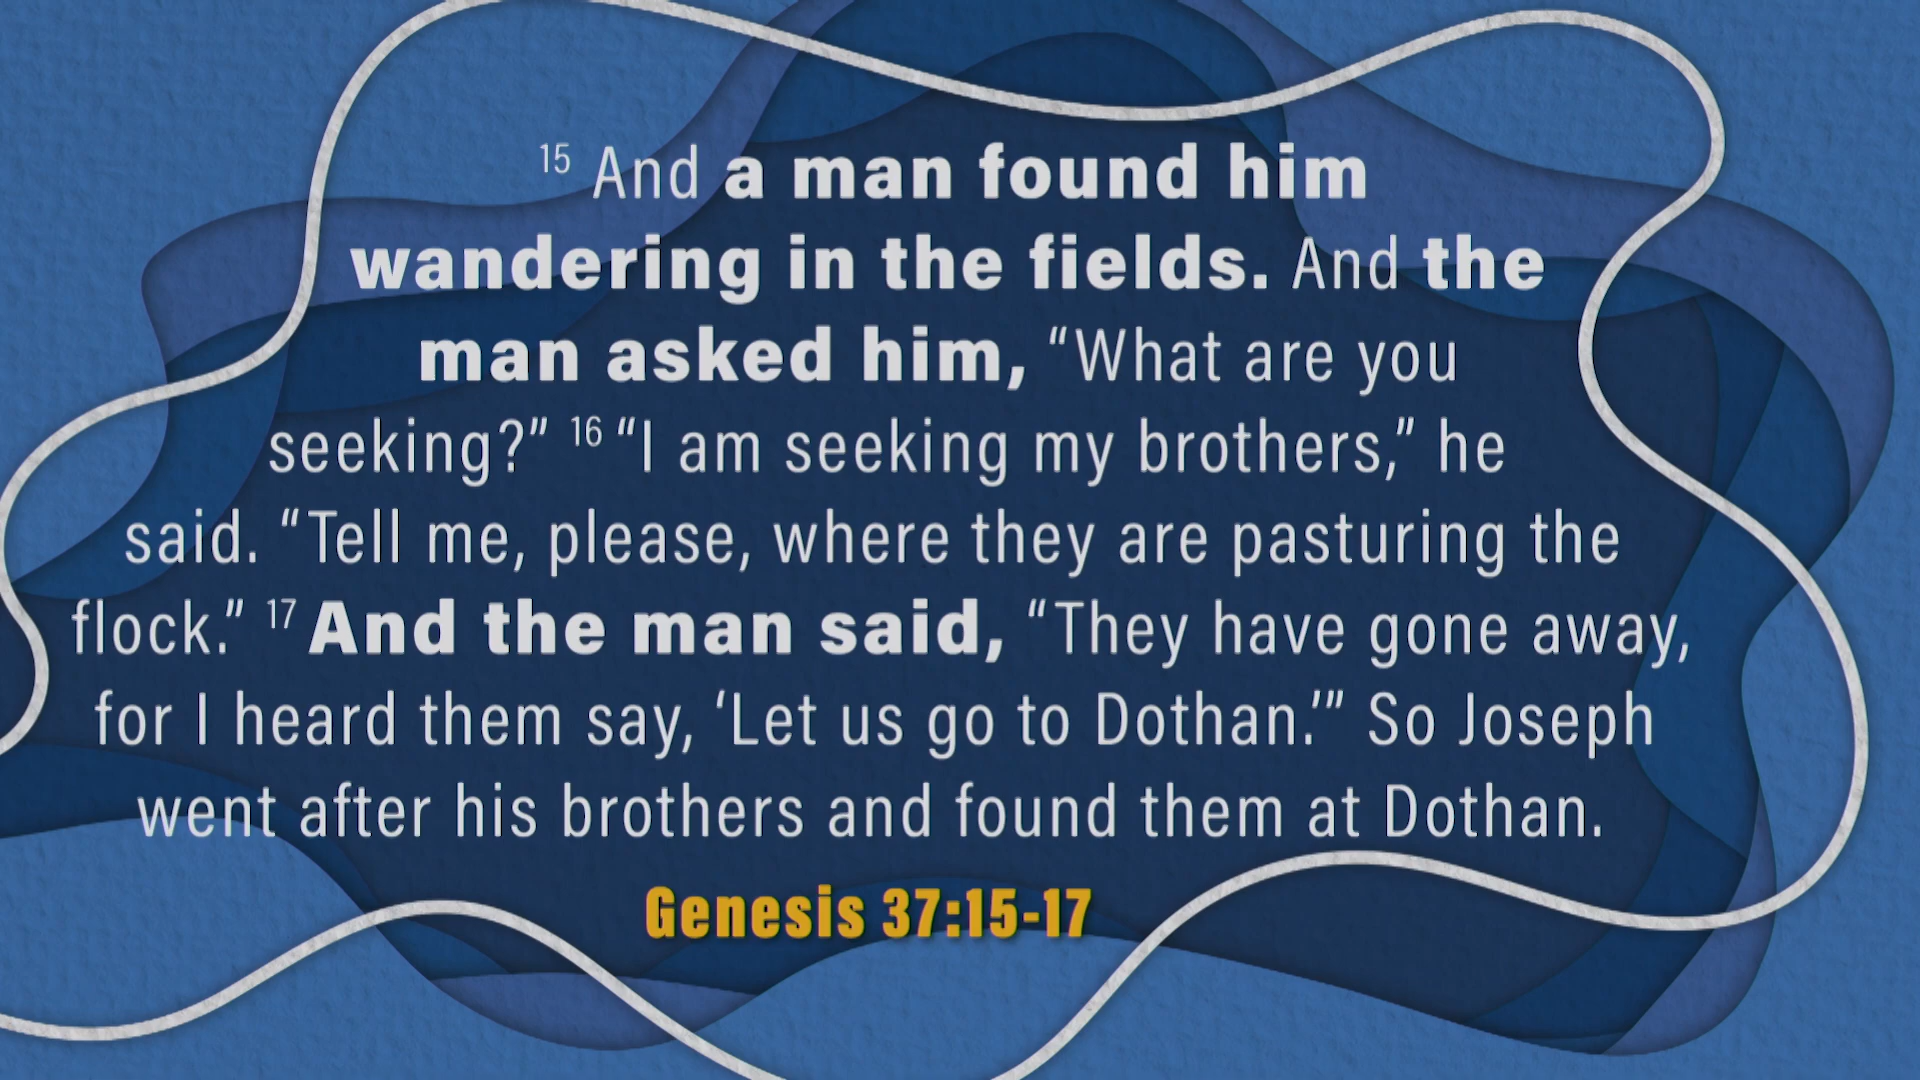 15 And a man found him
wandering in the fields. And the
man asked him, “What are you
seeking?” 16 “I am seeking my brothers,” he
said. “Tell me, please, where they are pasturing the
flock.” 17 And the man said, “They have gone away,
for I heard them say, ‘Let us go to Dothan.’” So Joseph
went after his brothers and found them at Dothan.
Genesis 37:15-17